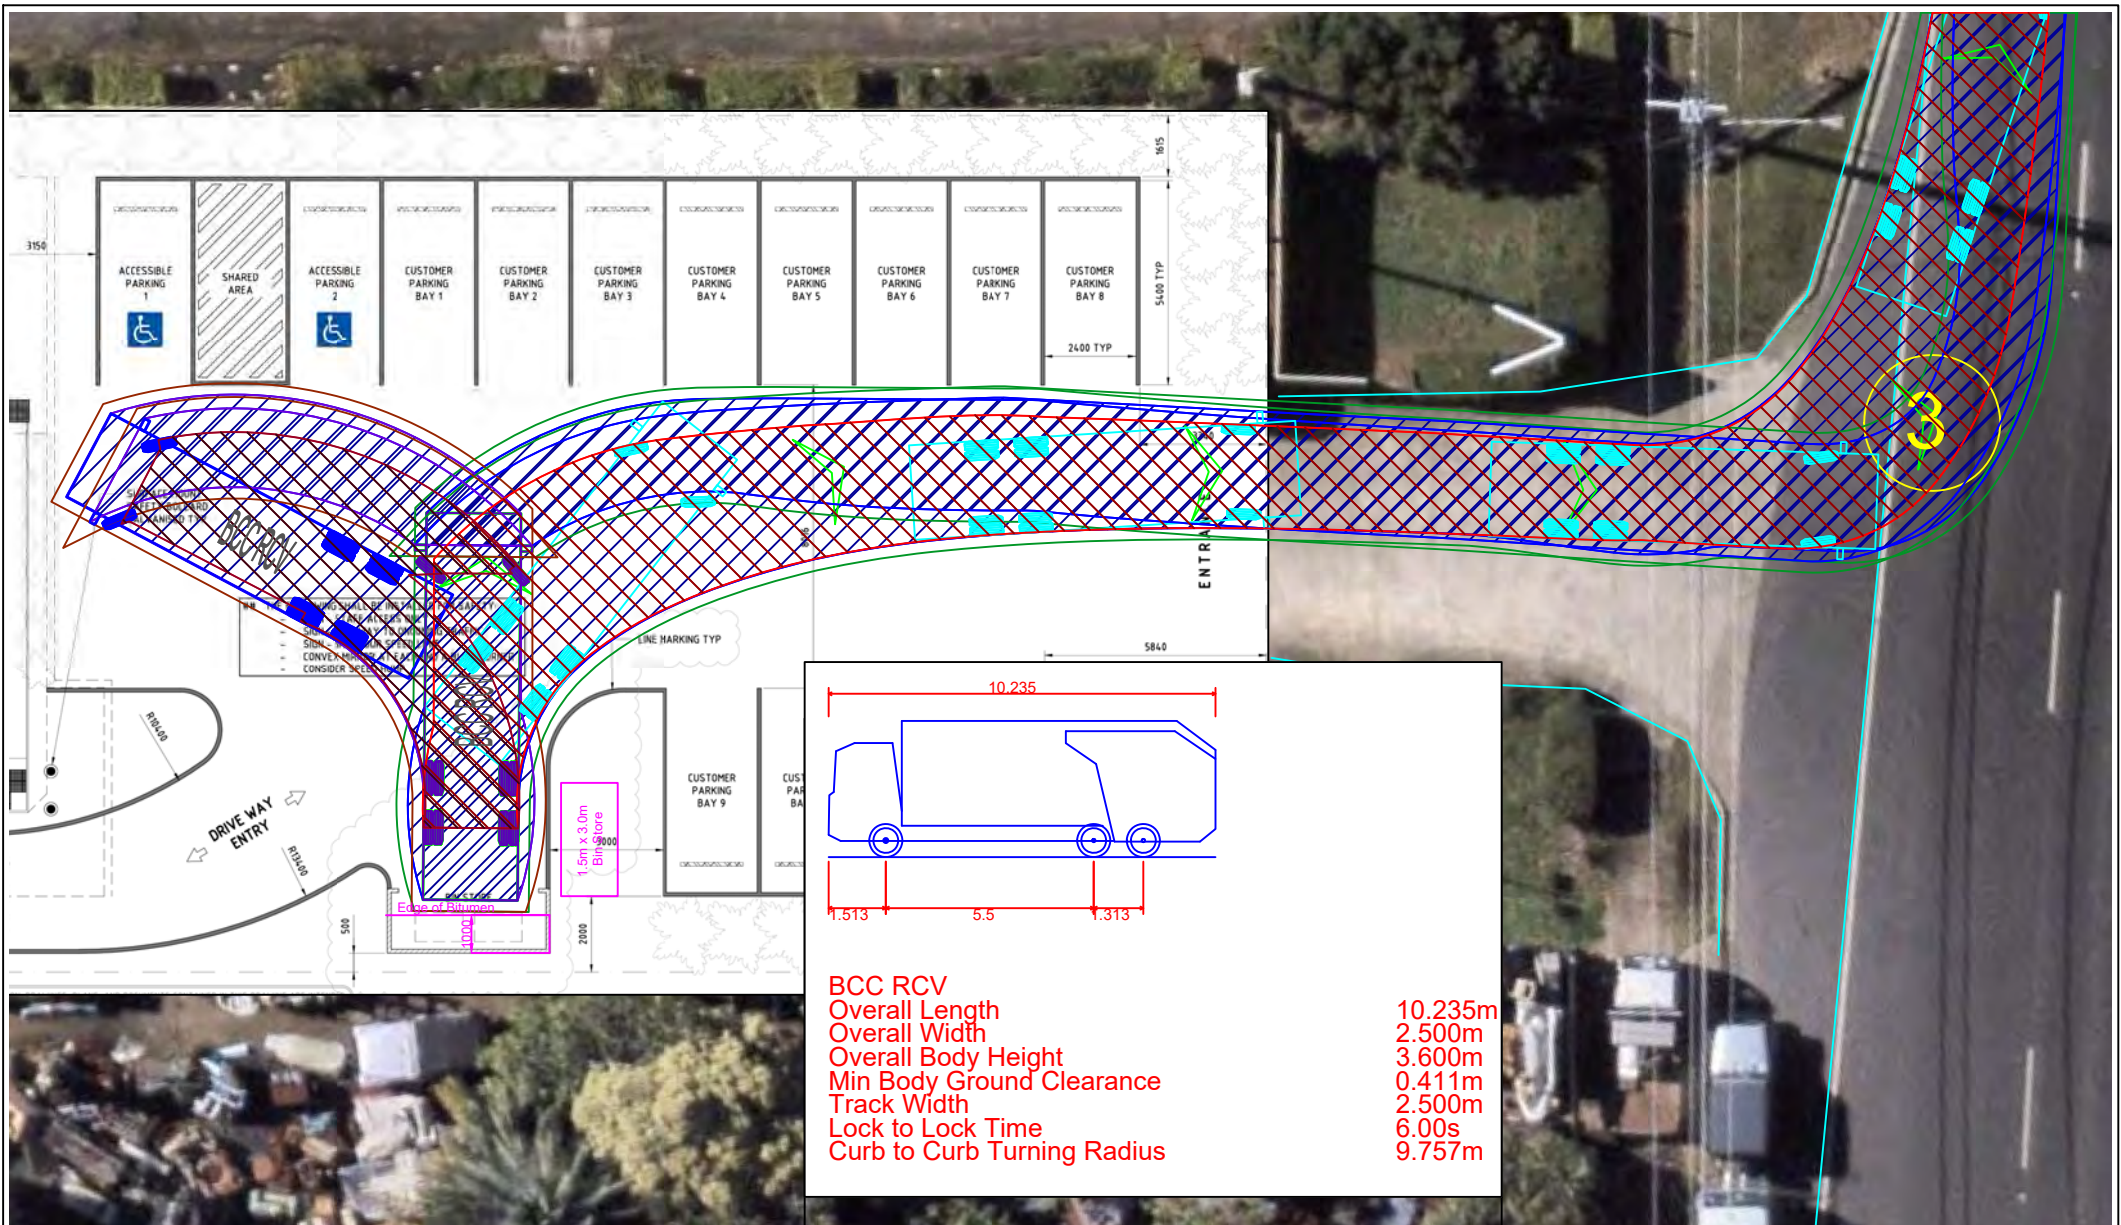 1615
3150
ACCESSIBLE
PARKING
1
SHARED
AREA
ACCESSIBLE
PARKING
2
CUSTOMER
PARKING
BAY 1
CUSTOMER
PARKING
BAY 2
CUSTOMER
PARKING
BAY 3
CUSTOMER
PARKING
BAY 4
CUSTOMER
PARKING
BAY 5
CUSTOMER
PARKING
BAY 6
CUSTOMER
PARKING
BAY 7
CUSTOMER
PARKING
BAY 8
5400 TYP
2400 TYP
3
BCC RCV
LINE MARKING TYP
5840
R10400
DRIVE WAY
ENTRY
R13400
CUSTOMER
PARKING
BAY 9
1.5m x 3.0m
Bin Store
Edge of Bitumen
1000
500
2000
10.235
1.513
5.5
1.313
BCC RCV
Overall Length 10.235m
Overall Width 2.500m
Overall Body Height 3.600m
Min Body Ground Clearance 0.411m
Track Width 2.500m
Lock to Lock Time 6.00s
Curb to Curb Turning Radius 9.757m